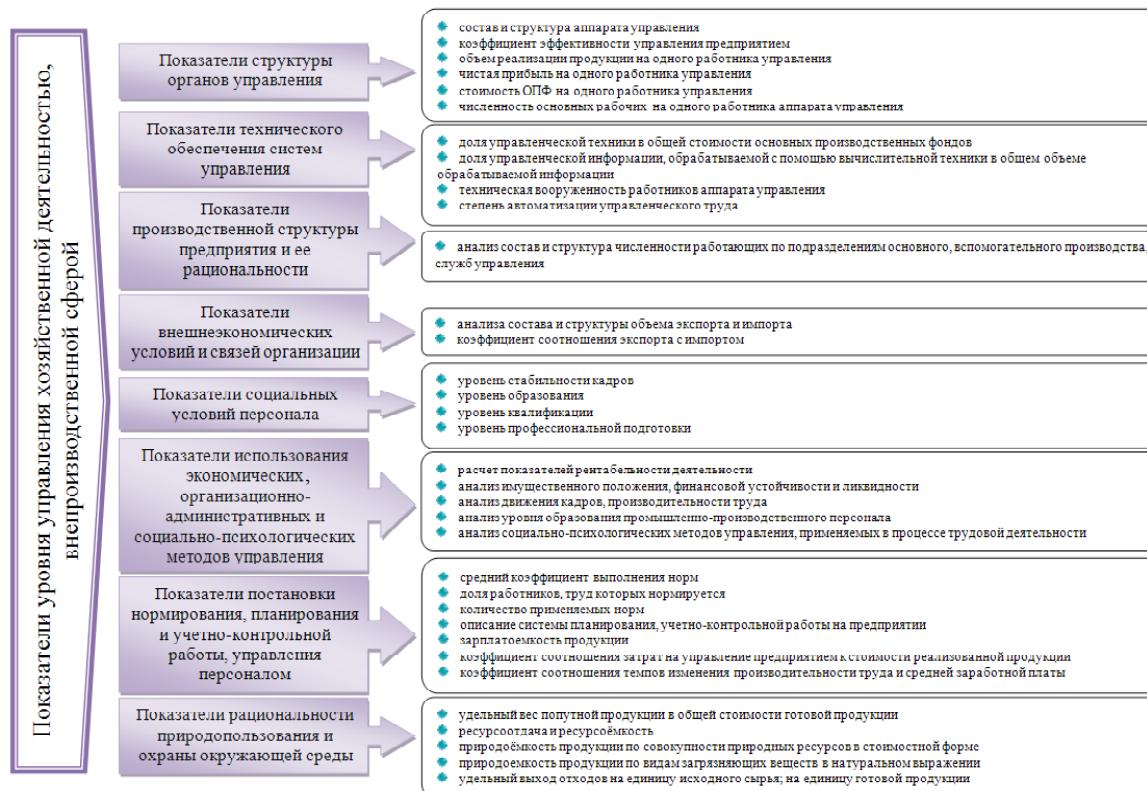 Показатели уровня управления хозяйственной деятельностью,
внепроизводственной сферой
Показатели структуры
органов управления
состав и структура аппарата управления
коэффициент эффективности управления предприятием
объем реализации продукции на одного работника управления
чистая прибыль на одного работника управления
стоимость ОПФ на одного работника управления
численность основных рабочих на одного работника аппарата управления
Показатели технического
обеспечения систем
управления
доля управленческой техники в общей стоимости основных производственных фондов
доля управленческой информации, обрабатываемой с помощью вычислительной техники в общем объеме
обрабатываемой информации
техническая вооруженность работников аппарата управления
степень автоматизации управленческого труда
Показатели
производственной структуры
предприятия и ее
рациональности
анализ состав и структура численности работающих по подразделениям основного, вспомогательного производства,
служб управления
Показатели
внешнеэкономических
условий и связей организации
анализа состава и структуры объема экспорта и импорта
коэффициент соотношения экспорта с импортом
Показатели социальных
условий персонала
уровень стабильности кадров
уровень образования
уровень квалификации
уровень профессиональной подготовки
Показатели использования
экономических,
организационно-
административных и
социально-психологических
методов управления
расчет показателей рентабельности деятельности
анализ имущественного положения, финансовой устойчивости и ликвидности
анализ движения кадров, производительности труда
анализ уровня образования промышленно-производственного персонала
анализ социально-психологических методов управления, применяемых в процессе трудовой деятельности
Показатели постановки
нормирования, планирования
и учетно-контрольной
работы, управления
персоналом
средний коэффициент выполнения норм
доля работников, труд которых нормируется
количество применяемых норм
описание системы планирования, учетно-контрольной работы на предприятии
зарплатоемкость продукции
коэффициент соотношения затрат на управление предприятием к стоимости реализованной продукции
коэффициент соотношения темпов изменения производительности труда и средней заработной платы
Показатели рациональности
природопользования и
охраны окружающей среды
удельный вес попутной продукции в общей стоимости готовой продукции
ресурсоотдача и ресурсоёмкость
природоёмкость продукции по совокупности природных ресурсов в стоимостной форме
природоемкость продукции по видам загрязняющих веществ в натуральном выражении
удельный выход отходов на единицу исходного сырья; на единицу готовой продукции